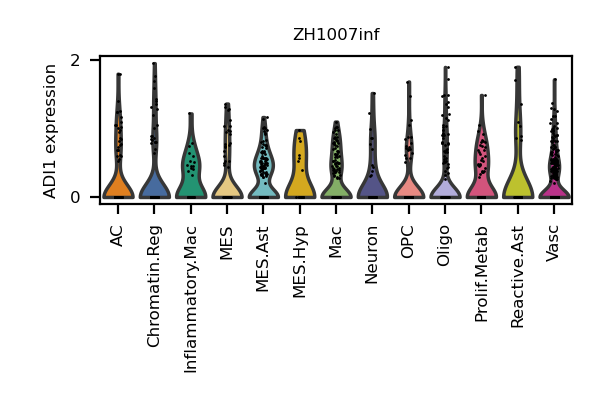 ZH1007inf
ADI1 expression
2
0
AC
Chromatin.Reg
Inflammatory.Mac
MES
MES.Ast
MES.Hyp
Mac
Neuron
OPC
Oligo
Prolif.Metab
Reactive.Ast
Vasc